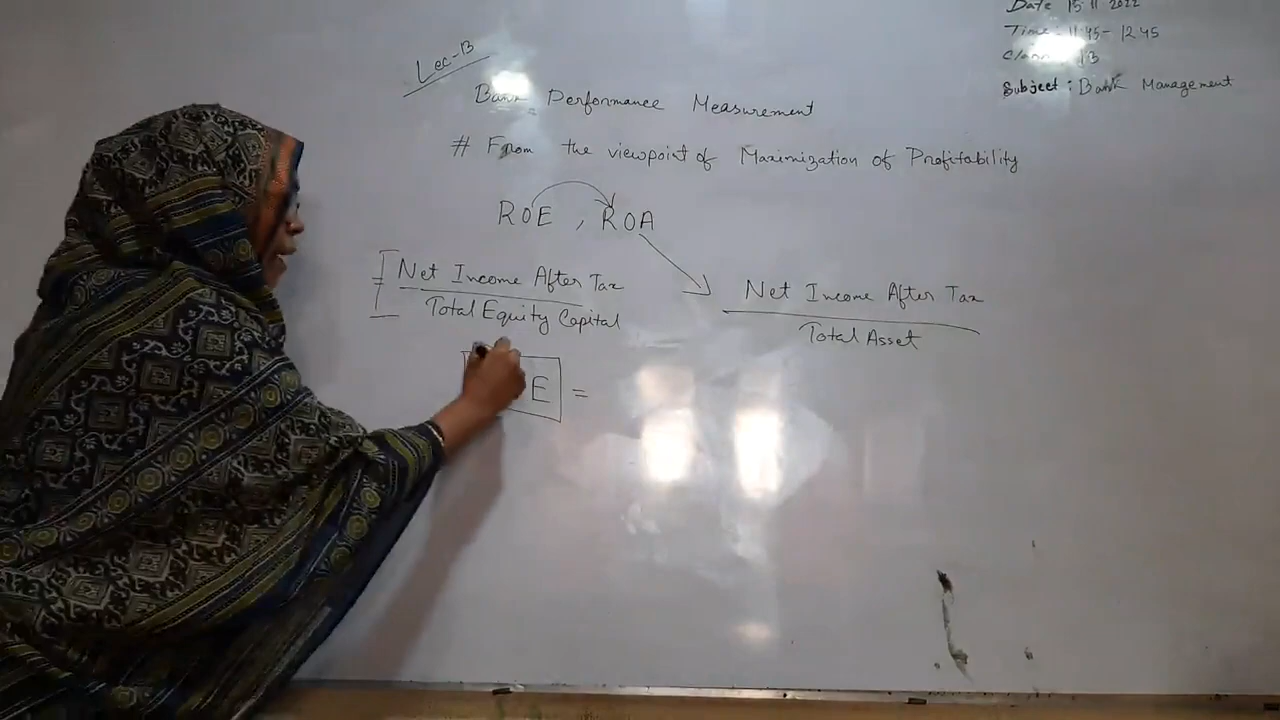 Date 15 11 2022
Time: 11:45 - 12:45
13
Subject: Bank Management
Lec-13
Bank Performance Measurement
# From the viewpoint of Maximization of Profitability
ROE, ROA
= Net Income After Tax
Total Equity Capital
Net Income After Tax
Total Asset
E =